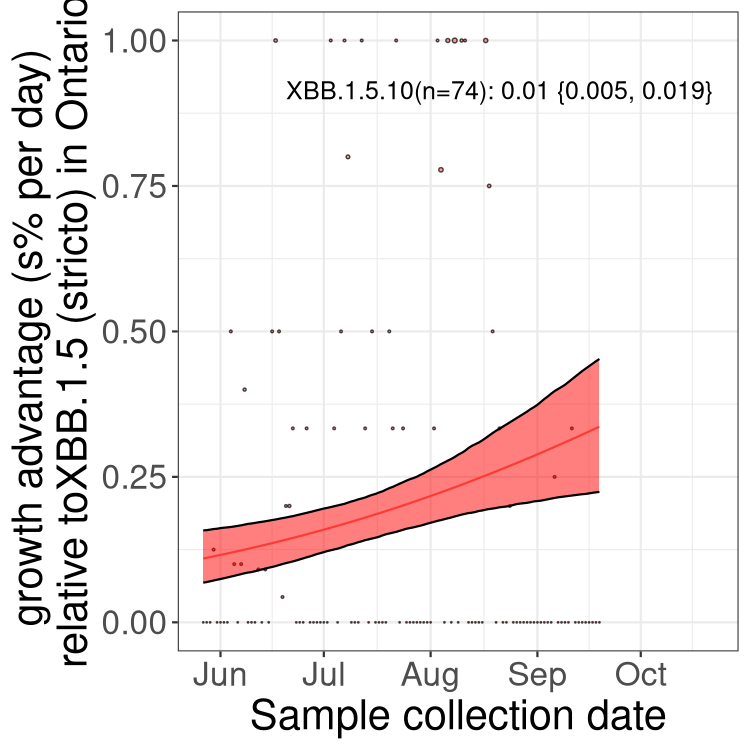 growth advantage (s% per day)
relative toXBB.1.5 (stricto) in Ontario
1.00
XBB.1.5.10(n=74): 0.01 {0.005, 0.019}
0.75
0.50
0.25
0.00
Jun Jul Aug Sep Oct
Sample collection date